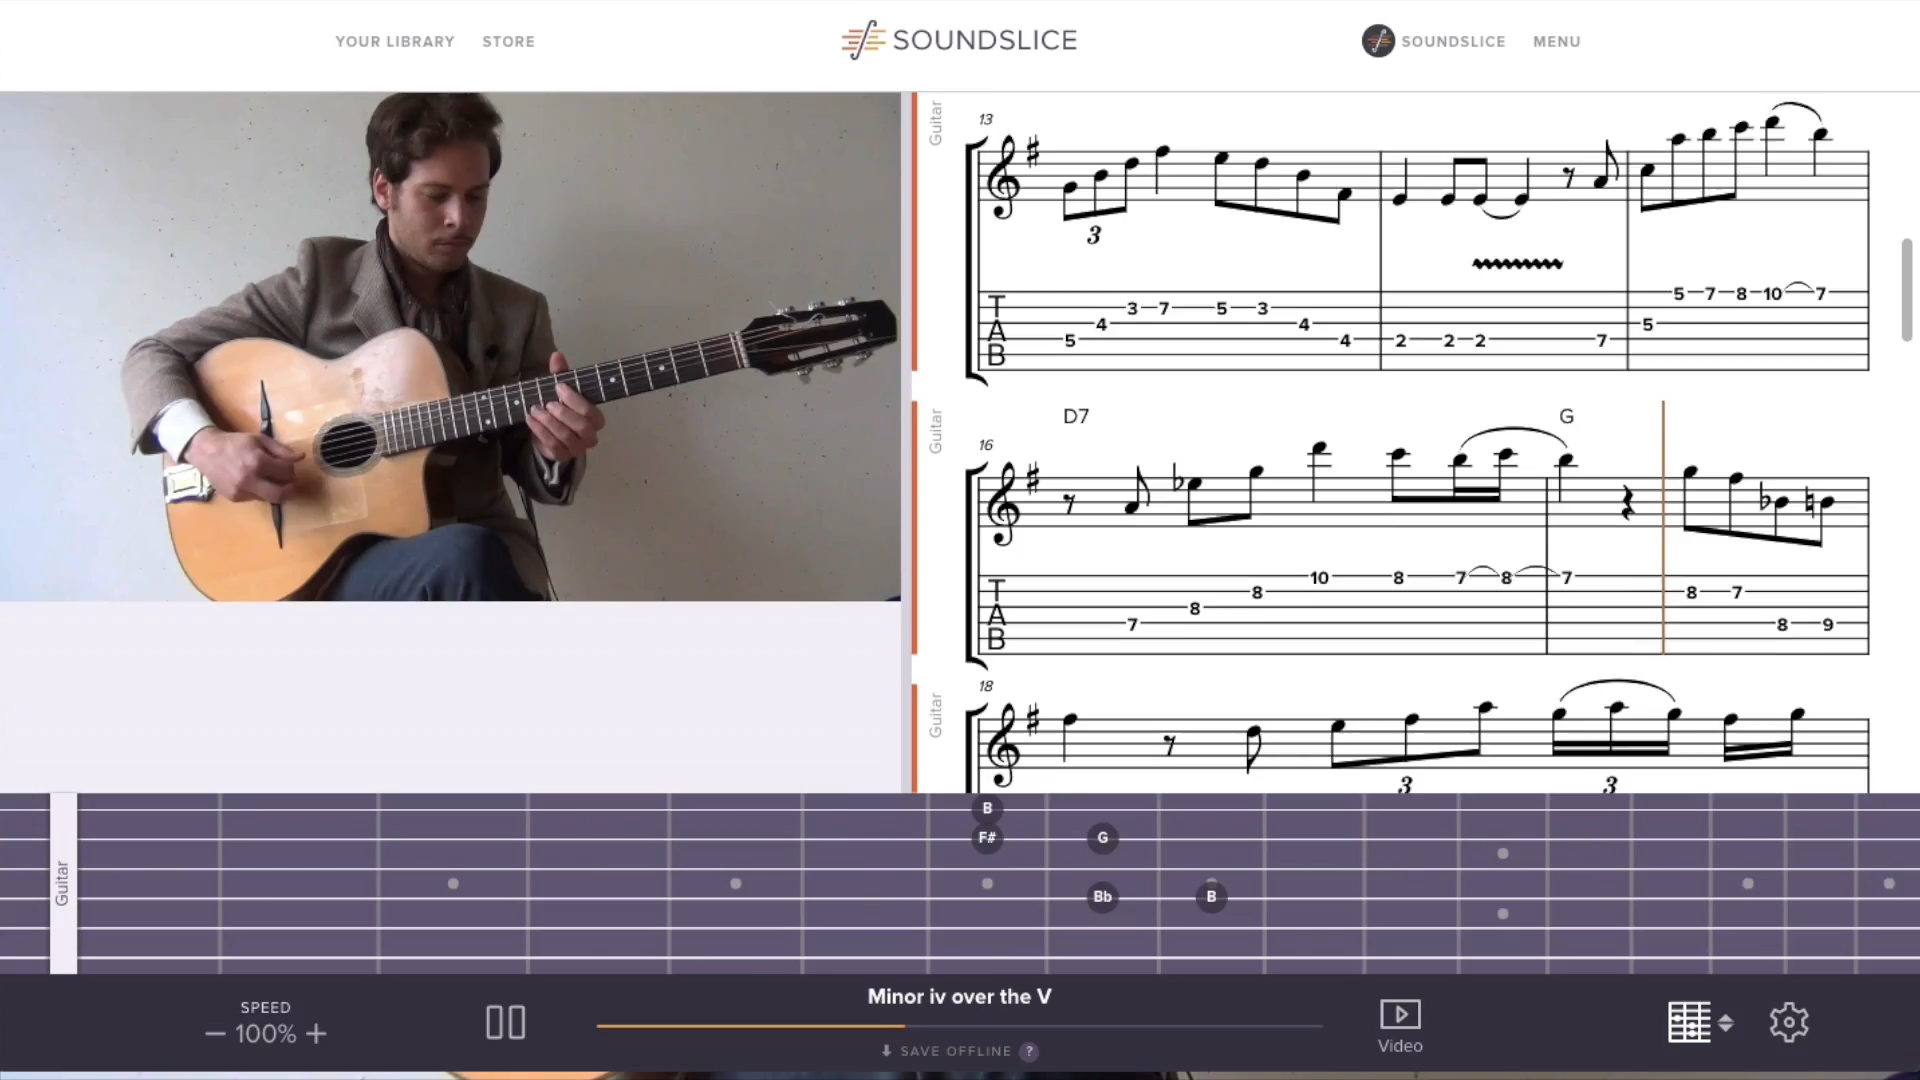 YOUR LIBRARY STORE SOUNDSLICE SOUNDSLICE MENU
Guitar
13
3
3 7 5 3
5 4 4 4
2 2 2 7
5 5 7 8 10 7
T
A
B
Guitar
D7 G
16
10 8 7 8 7
8 8 7
8
7 8 9
T
A
B
Guitar
18
3 3
Guitar
B
F# G
Bb B
SPEED
− 100% +
Minor iv over the V
SAVE OFFLINE ?
Video